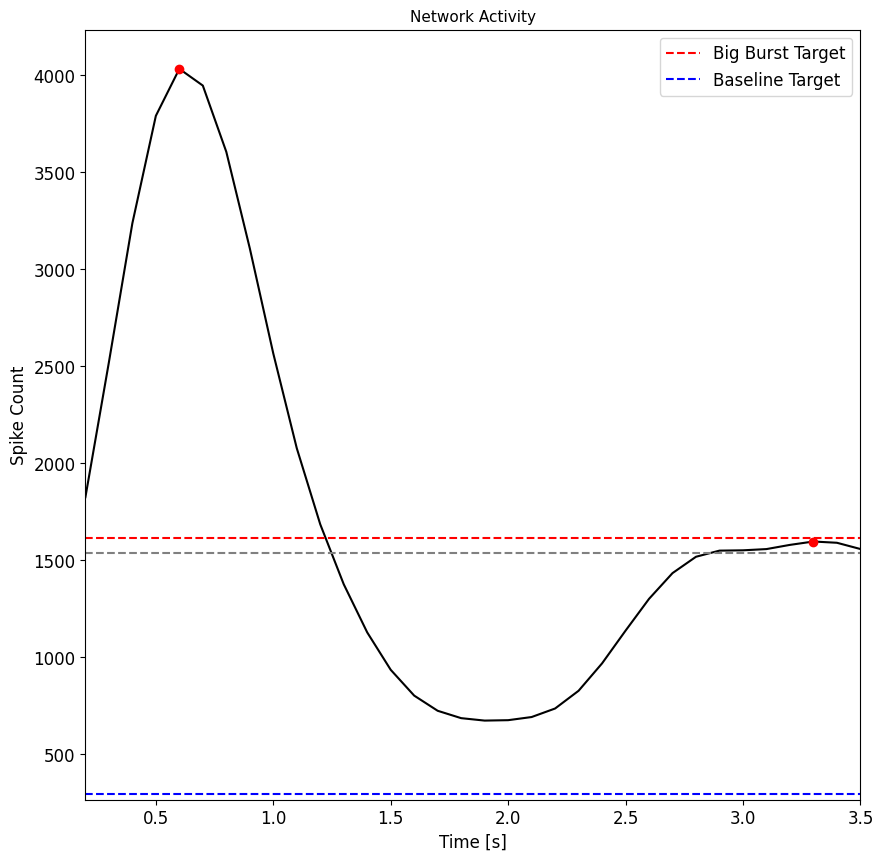 Network Activity
Big Burst Target
Baseline Target
4000
3500
3000
2500
2000
1500
1000
500
Spike Count
0.5 1.0 1.5 2.0 2.5 3.0 3.5
Time [s]